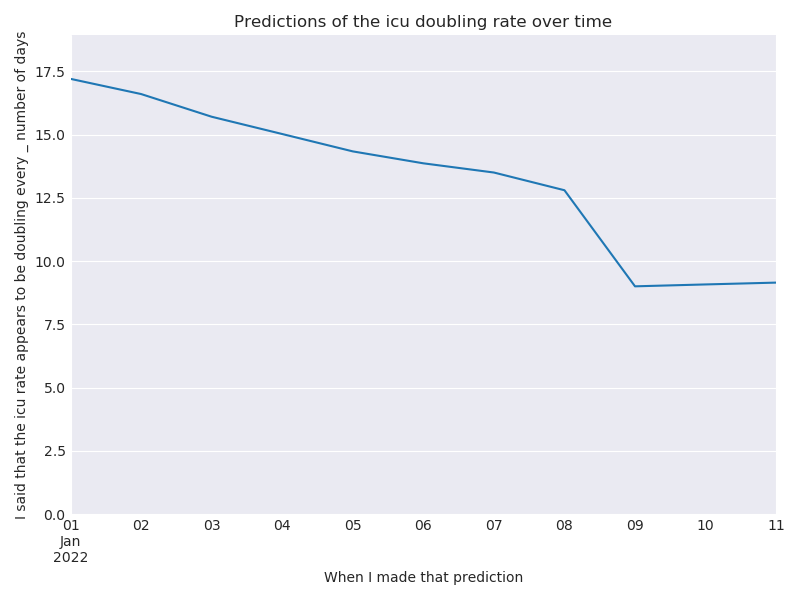 Predictions of the icu doubling rate over time
I said that the icu rate appears to be doubling every _ number of days
17.5
15.0
12.5
10.0
7.5
5.0
2.5
0.0
01 02 03 04 05 06 07 08 09 10 11
Jan
2022
When I made that prediction